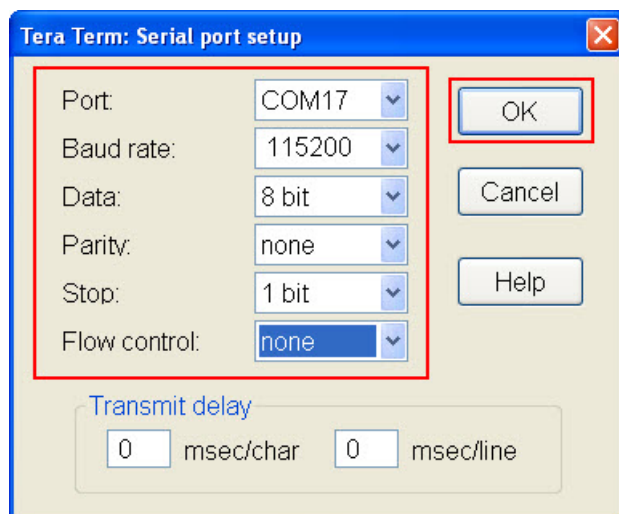 Tera Term: Serial port setup
Port: COM17
OK
Baud rate: 115200
Data: 8 bit
Cancel
Parity: none
Stop: 1 bit
Help
Flow control: none
Transmit delay
0 msec/char 0 msec/line